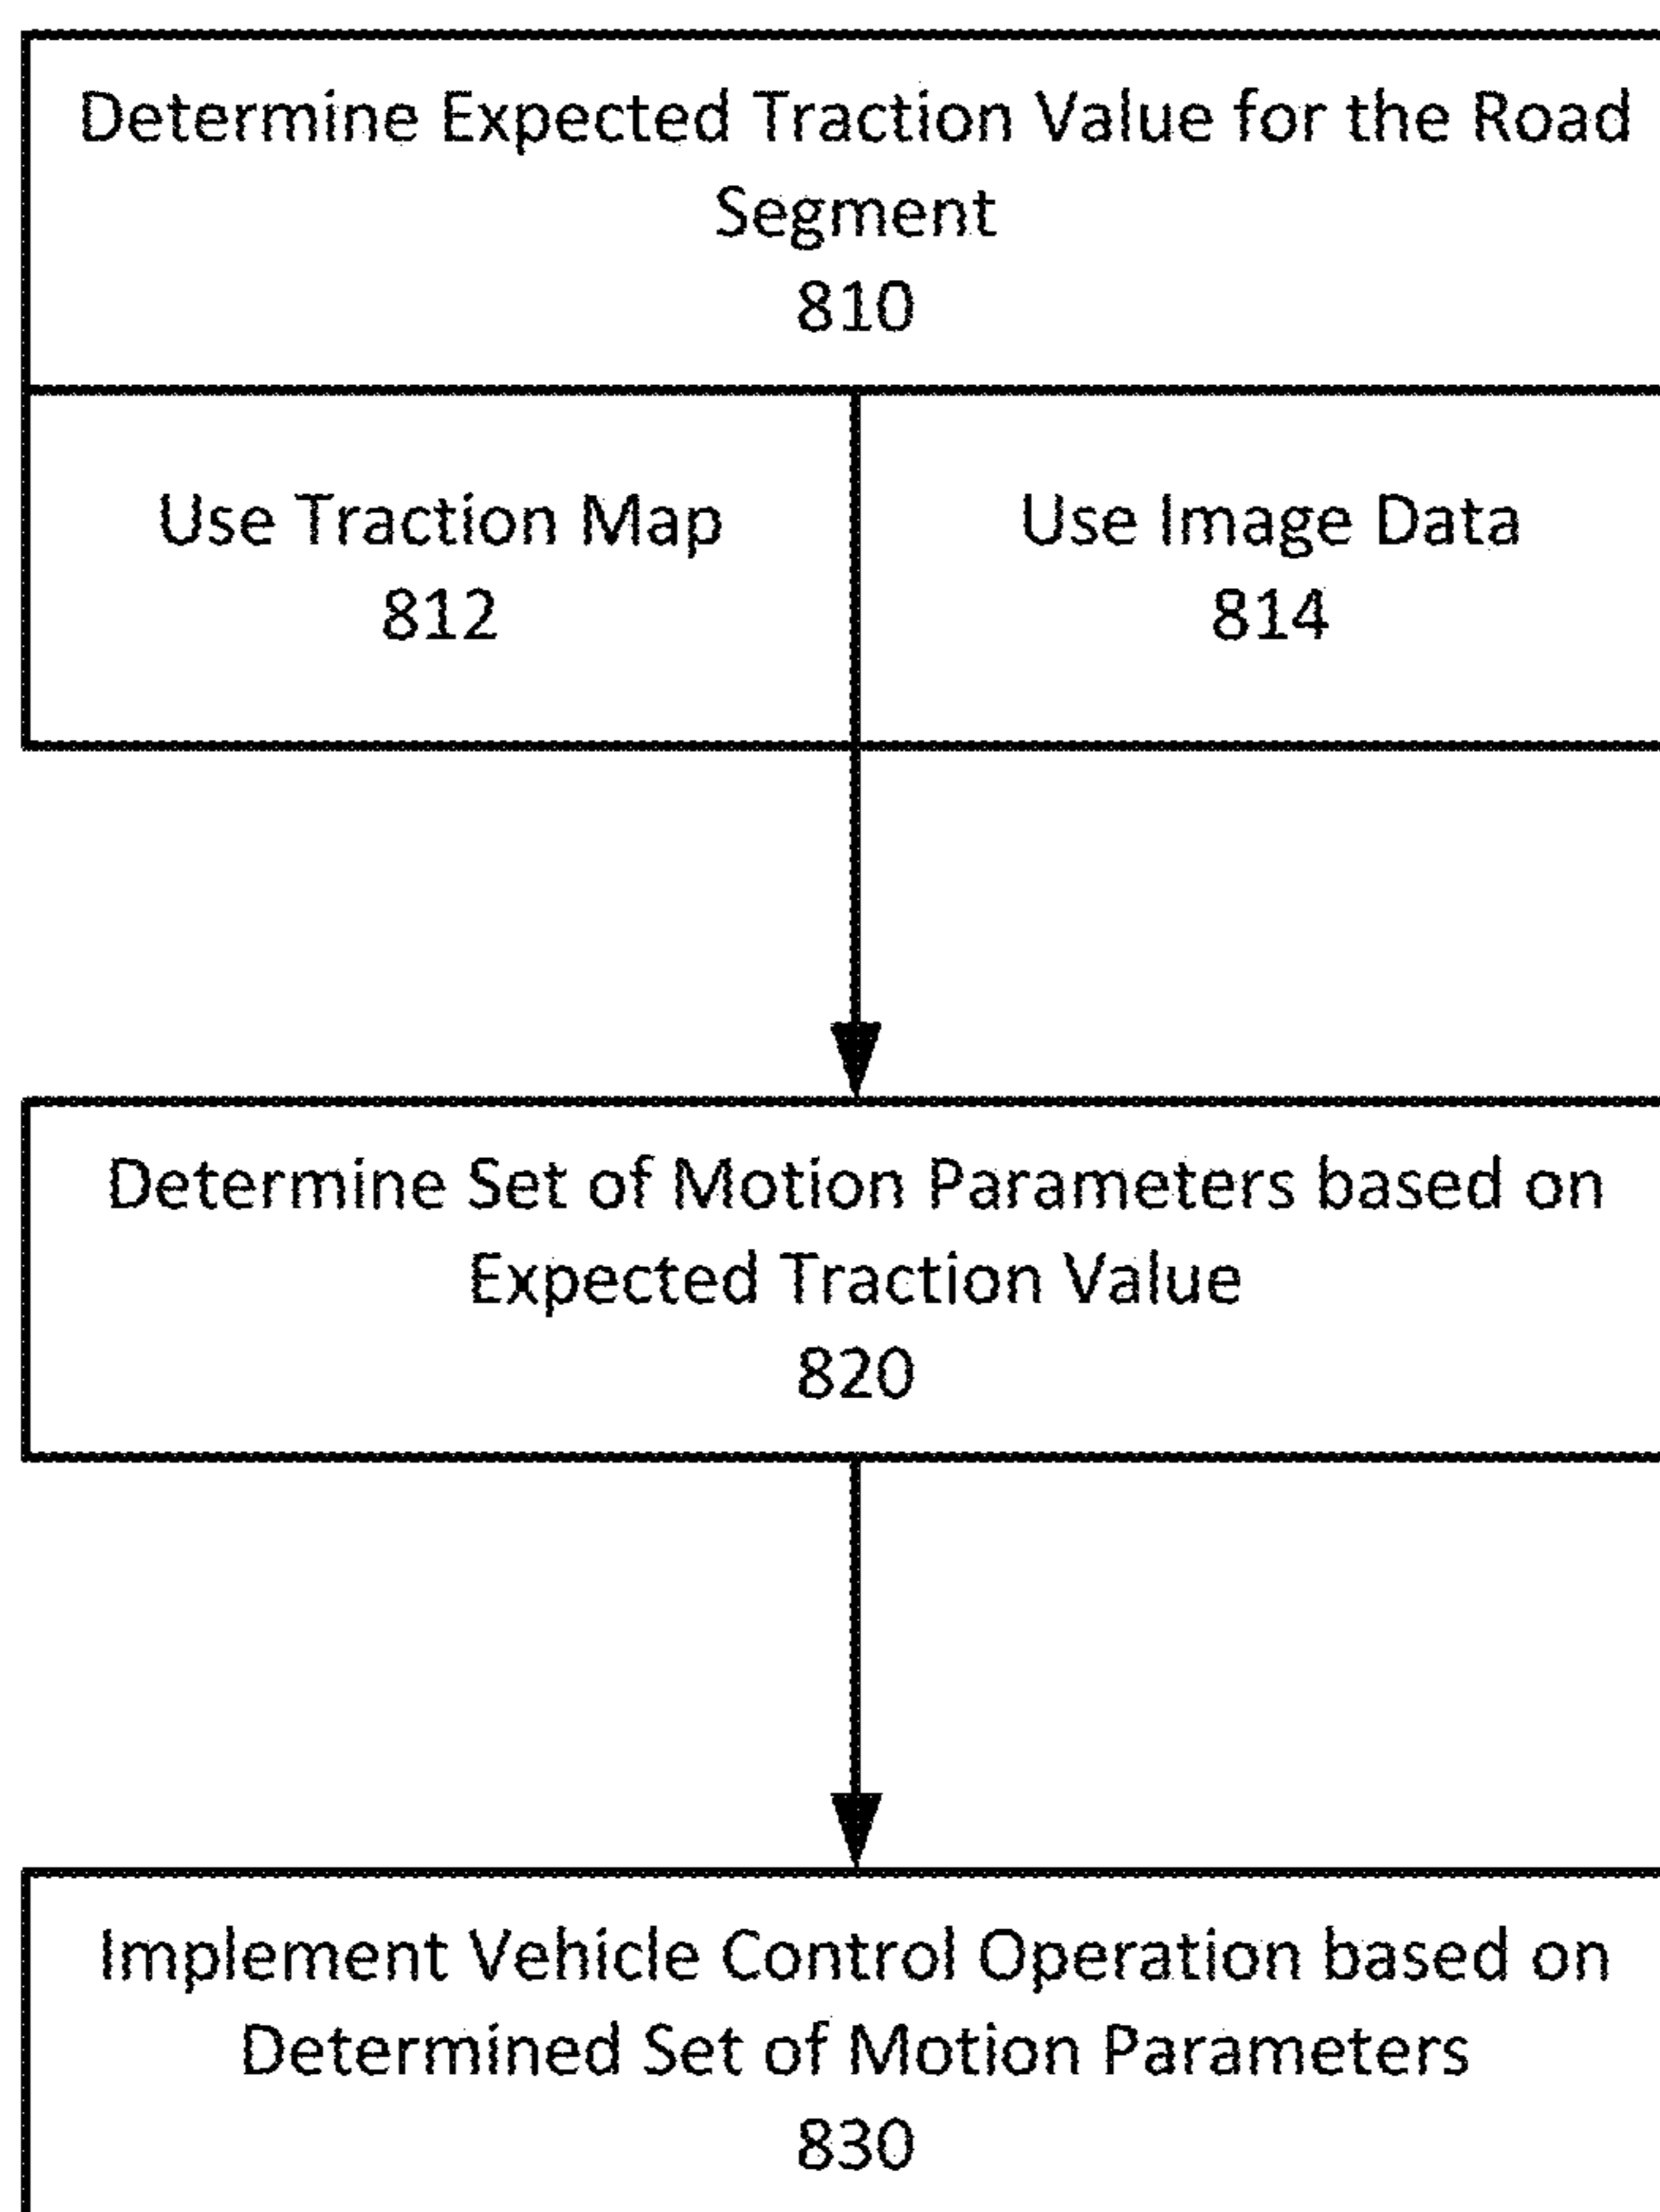 Determine Expected Traction Value for the Road
Segment
810
Use Traction Map
812
Use Image Data
814
Determine Set of Motion Parameters based on
Expected Traction Value
820
Implement Vehicle Control Operation based on
Determined Set of Motion Parameters
830